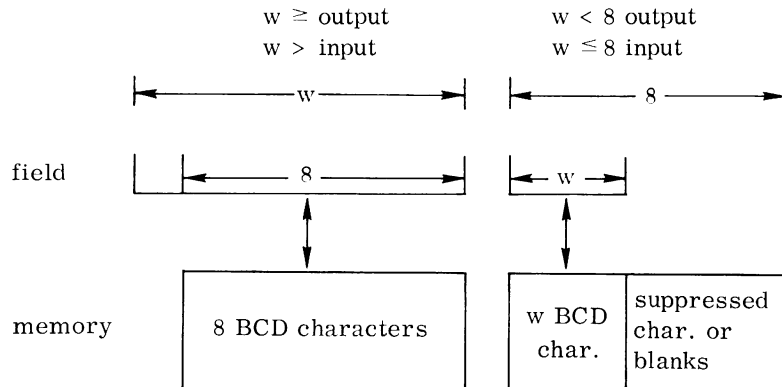 w ≥ output
w > input
w < 8 output
w ≦ 8 input
w
8
field
8
w
memory
8 BCD characters
w BCD
char.
suppressed
char. or
blanks